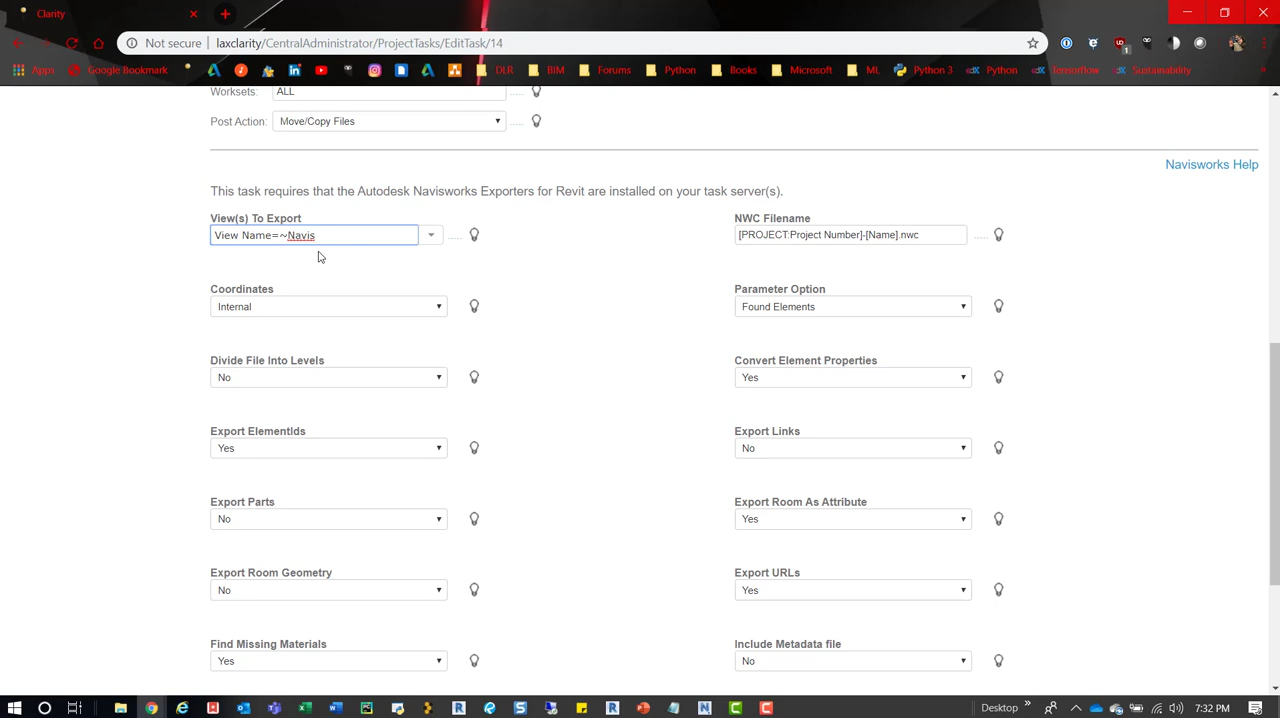 Clarity
Not secure | laxclarity/CentralAdministrator/ProjectTasks/EditTask/14
Apps Google Bookmark DLR BIM Forums Python Books Microsoft ML Python 3 Python Tensorflow Sustainability
Worksets: ALL
Post Action: Move/Copy Files
Navisworks Help
This task requires that the Autodesk Navisworks Exporters for Revit are installed on your task server(s).
View(s) To Export NWC Filename
View Name=~Navis [PROJECT:Project Number]-[Name].nwc
Coordinates Parameter Option
Internal Found Elements
Divide File Into Levels Convert Element Properties
No Yes
Export ElementIds Export Links
Yes No
Export Parts Export Room As Attribute
No Yes
Export Room Geometry Export URLs
No Yes
Find Missing Materials Include Metadata file
Yes No
Desktop 7:32 PM